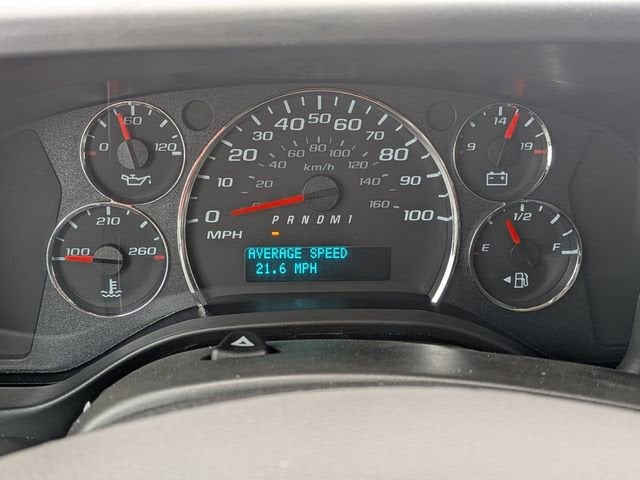 0 60 120
100 210 260
0 10 20 30 40 50 60 70 80 90 100
MPH
20 40 60 80 100 120 140 160
km/h
P R N D M 1
AVERAGE SPEED
21.6 MPH
9 14 19
E 1/2 F